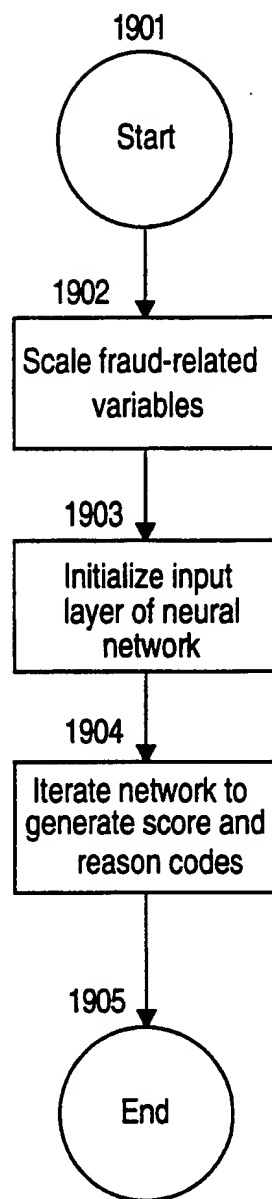 1901
Start
1902
Scale fraud-related
variables
1903
Initialize input
layer of neural
network
1904
Iterate network to
generate score and
reason codes
1905
End